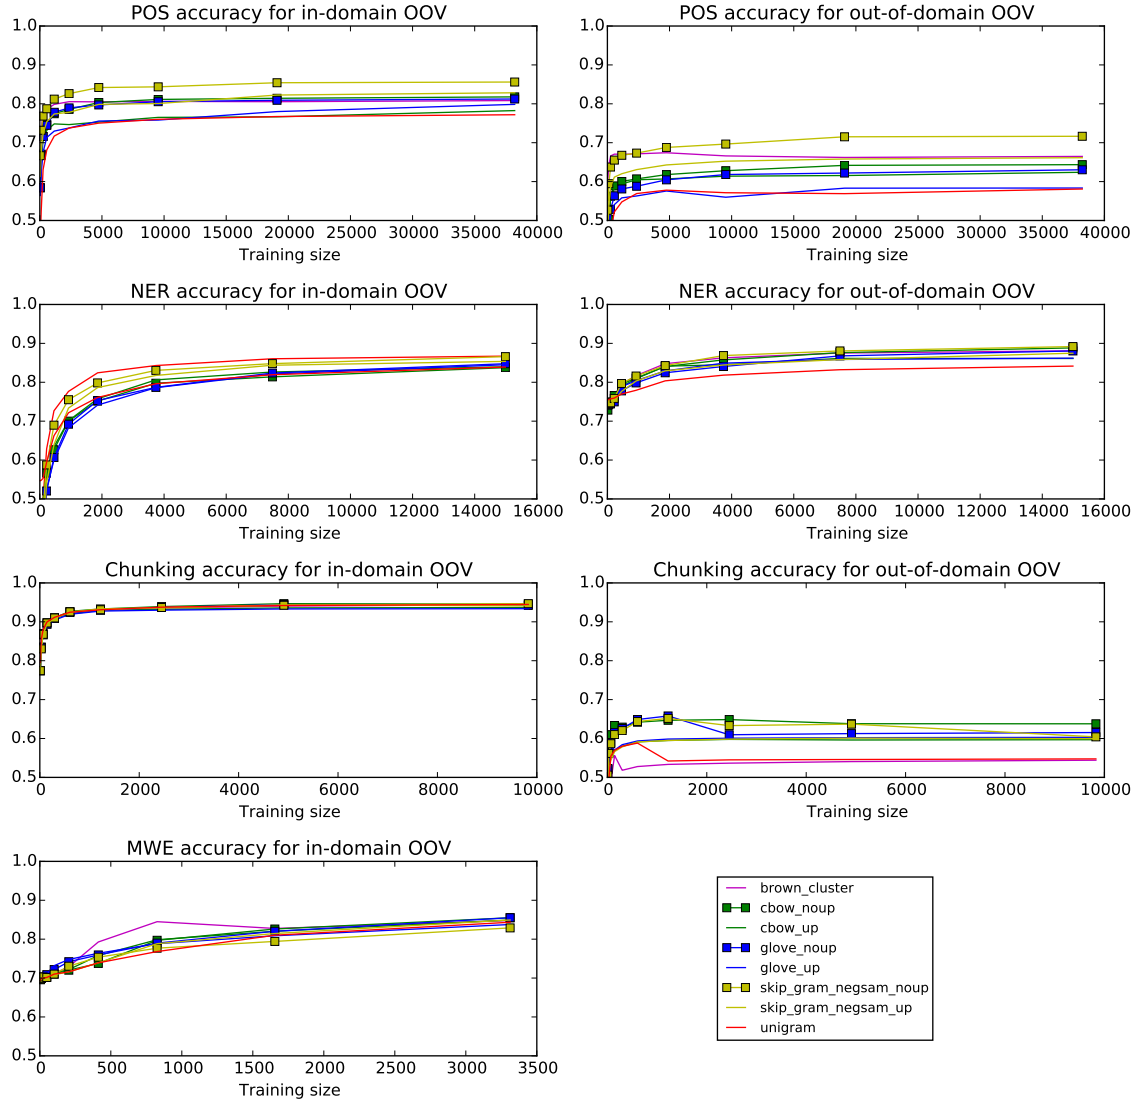 POS accuracy for in-domain OOV
1.0
0.9
0.8
0.7
0.6
0.5
0 5000 10000 15000 20000 25000 30000 35000 40000
Training size
POS accuracy for out-of-domain OOV
1.0
0.9
0.8
0.7
0.6
0.5
0 5000 10000 15000 20000 25000 30000 35000 40000
Training size
NER accuracy for in-domain OOV
1.0
0.9
0.8
0.7
0.6
0.5
0 2000 4000 6000 8000 10000 12000 14000 16000
Training size
NER accuracy for out-of-domain OOV
1.0
0.9
0.8
0.7
0.6
0.5
0 2000 4000 6000 8000 10000 12000 14000 16000
Training size
Chunking accuracy for in-domain OOV
1.0
0.9
0.8
0.7
0.6
0.5
0 2000 4000 6000 8000 10000
Training size
Chunking accuracy for out-of-domain OOV
1.0
0.9
0.8
0.7
0.6
0.5
0 2000 4000 6000 8000 10000
Training size
MWE accuracy for in-domain OOV
1.0
0.9
0.8
0.7
0.6
0.5
0 500 1000 1500 2000 2500 3000 3500
Training size
brown_cluster
cbow_noup
cbow_up
glove_noup
glove_up
skip_gram_negsam_noup
skip_gram_negsam_up
unigram